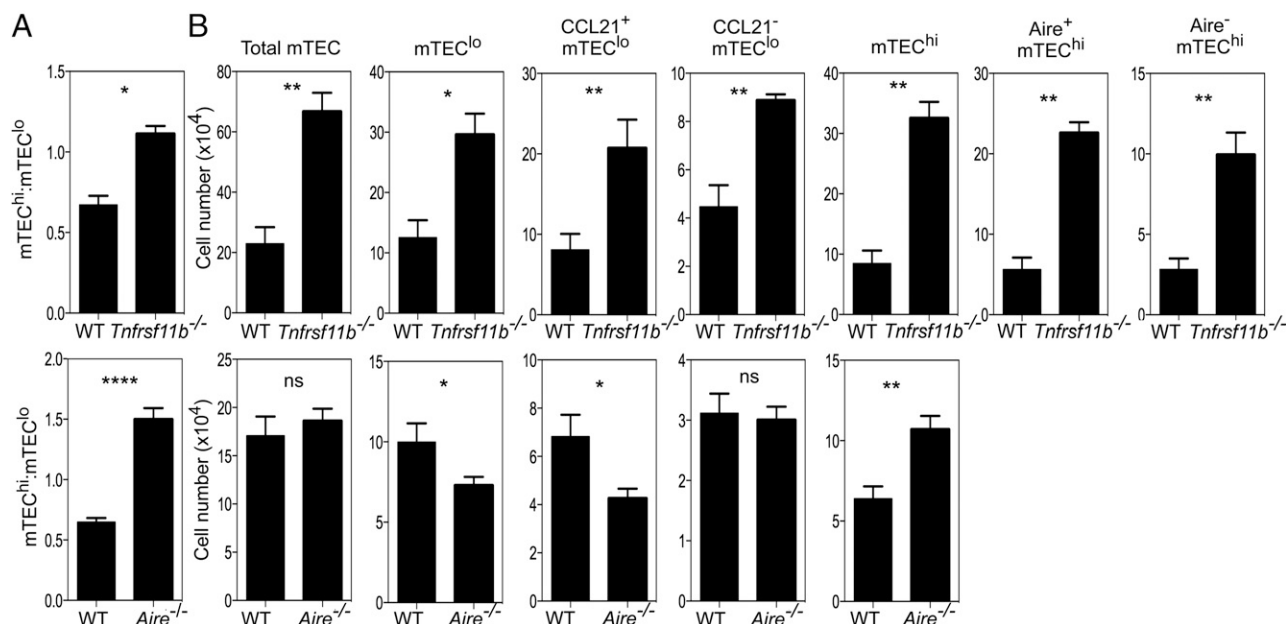 A
B
mTEC^hi:mTEC^lo
1.5
1.0
0.5
0.0
*
WT Tnfrsf11b^-/-
Total mTEC
Cell number (x10^4)
80
60
40
20
0
**
WT Tnfrsf11b^-/-
mTEC^lo
40
30
20
10
0
*
WT Tnfrsf11b^-/-
CCL21^+
mTEC^lo
30
20
10
0
**
WT Tnfrsf11b^-/-
CCL21^-
mTEC^lo
10
8
6
4
2
0
**
WT Tnfrsf11b^-/-
mTEC^hi
40
30
20
10
0
**
WT Tnfrsf11b^-/-
Aire^+
mTEC^hi
30
20
10
0
**
WT Tnfrsf11b^-/-
Aire^-
mTEC^hi
15
10
5
0
**
WT Tnfrsf11b^-/-
mTEC^hi:mTEC^lo
2.0
1.5
1.0
0.5
0.0
****
WT Aire^-/-
Cell number (x10^4)
25
20
15
10
5
0
ns
WT Aire^-/-
15
10
5
0
*
WT Aire^-/-
10
8
6
4
2
0
*
WT Aire^-/-
4
3
2
1
0
ns
WT Aire^-/-
15
10
5
0
**
WT Aire^-/-